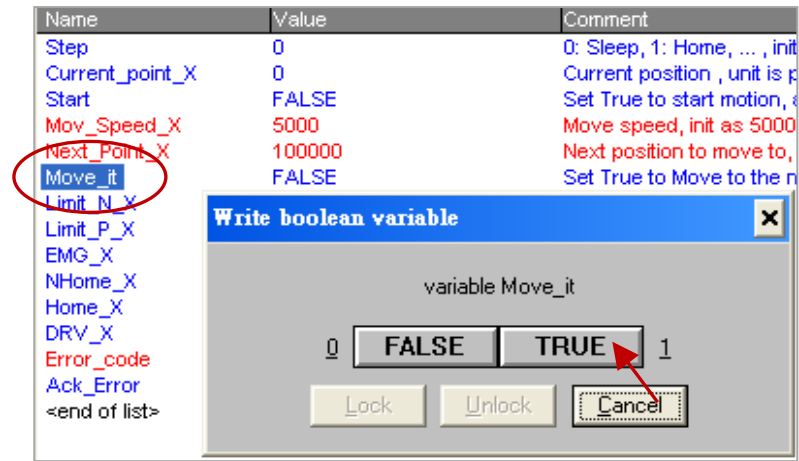 Name Value Comment
Step 0 0: Sleep, 1: Home, ... , init
Current_point_X 0 Current position , unit is p
Start FALSE Set True to start motion,
Mov_Speed_X 5000 Move speed, init as 5000
Next_Point_X 100000 Next position to move to,
Move_it FALSE Set True to Move to the n
Limit_N_X
Limit_P_X
EMG_X
NHome_X
Home_X
DRV_X
Error_code
Ack_Error
<end of list>
Write boolean variable
variable Move_it
0 FALSE TRUE 1
Lock Unlock Cancel